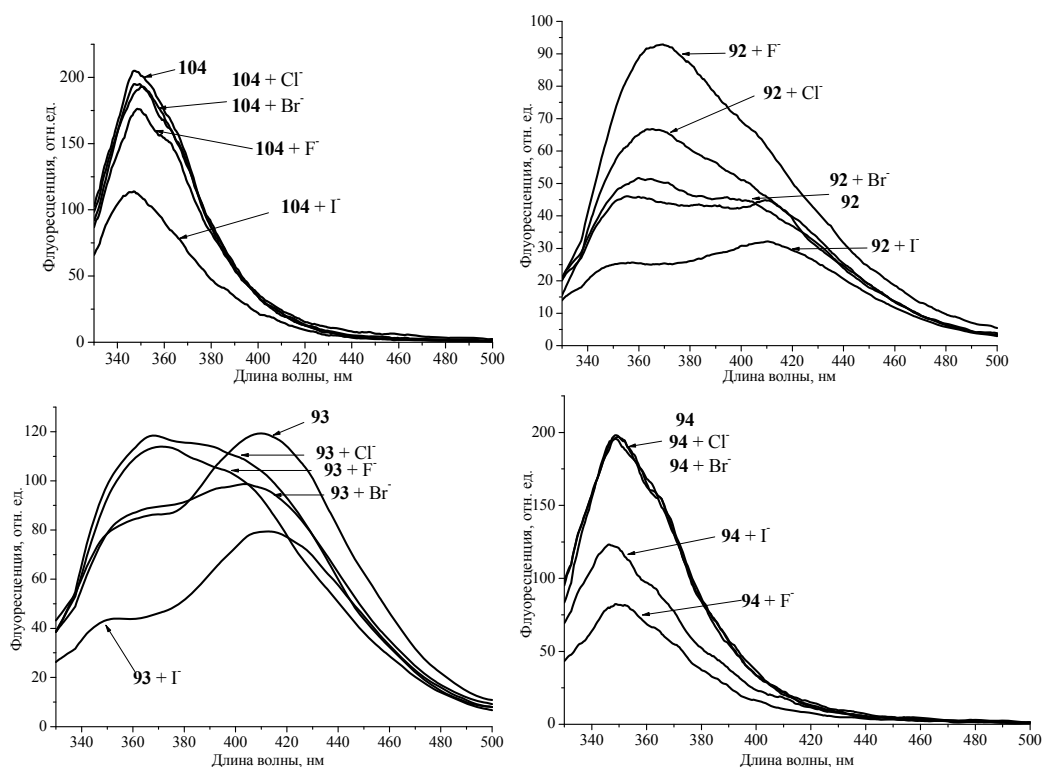 104
104 + Cl⁻
104 + Br⁻
104 + F⁻
104 + I⁻
200
150
100
50
0
Флуоресценция, отн.ед.
340 360 380 400 420 440 460 480 500
Длина волны, нм
92 + F⁻
92 + Cl⁻
92 + Br⁻
92
92 + I⁻
100
90
80
70
60
50
40
30
20
10
0
Флуоресценция, отн.ед.
340 360 380 400 420 440 460 480 500
Длина волны, нм
93
93 + Cl⁻
93 + F⁻
93 + Br⁻
93 + I⁻
120
100
80
60
40
20
0
Флуоресценция, отн. ед.
340 360 380 400 420 440 460 480 500
Длина волны, нм
94
94 + Cl⁻
94 + Br⁻
94 + I⁻
94 + F⁻
200
150
100
50
0
Флуоресценция, отн. ед.
340 360 380 400 420 440 460 480 500
Длина волны, нм